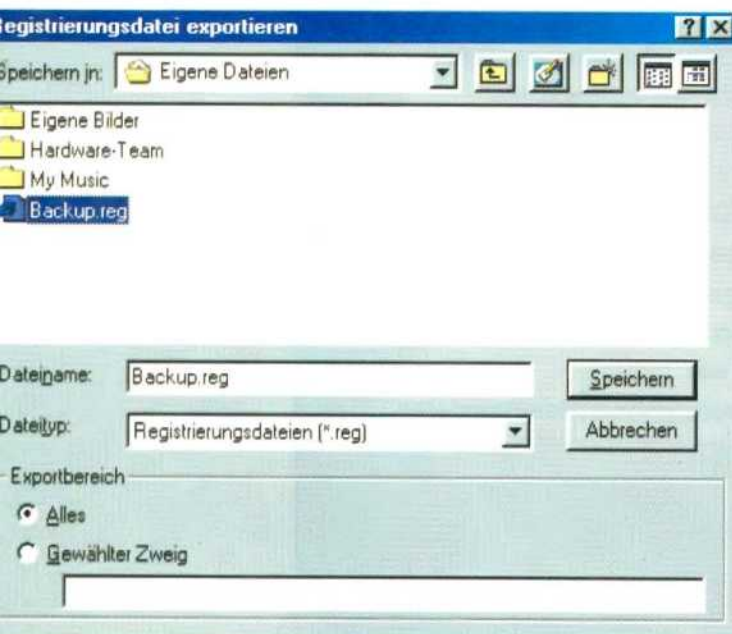 Registrierungsdatei exportieren
Speichern in: Eigene Dateien
Eigene Bilder
Hardware-Team
My Music
Backup.reg
Dateiname: Backup.reg Speichern
Dateityp: Registrierungsdateien (*.reg) Abbrechen
Exportbereich
Alles
Gewählter Zweig